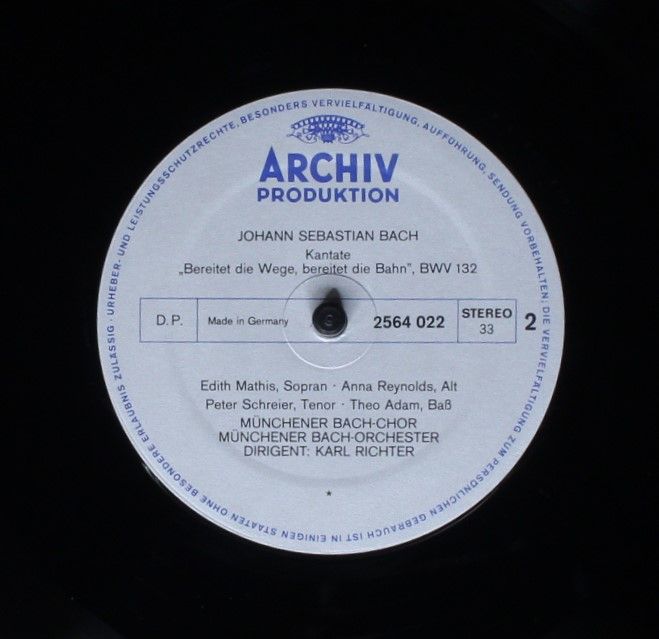 ARCHIV
PRODUKTION
JOHANN SEBASTIAN BACH
Kantate
„Bereitet die Wege, bereitet die Bahn", BWV 132
D.P.
Made in Germany
2564 022
STEREO
33
2
Edith Mathis, Sopran · Anna Reynolds, Alt
Peter Schreier, Tenor · Theo Adam, Baß
MÜNCHENER BACH-CHOR
MÜNCHENER BACH-ORCHESTER
DIRIGENT: KARL RICHTER
*
URHEBER- UND LEISTUNGSSCHUTZRECHTE, BESONDERS VERVIELFÄLTIGUNG, AUFFÜHRUNG, SENDUNG VORBEHALTEN; DIE VERVIELFÄLTIGUNG ZUM PERSÖNLICHEN GEBRAUCH IST IN EINIGEN STAATEN OHNE BESONDERE ERLAUBNIS ZULÄSSIG ·